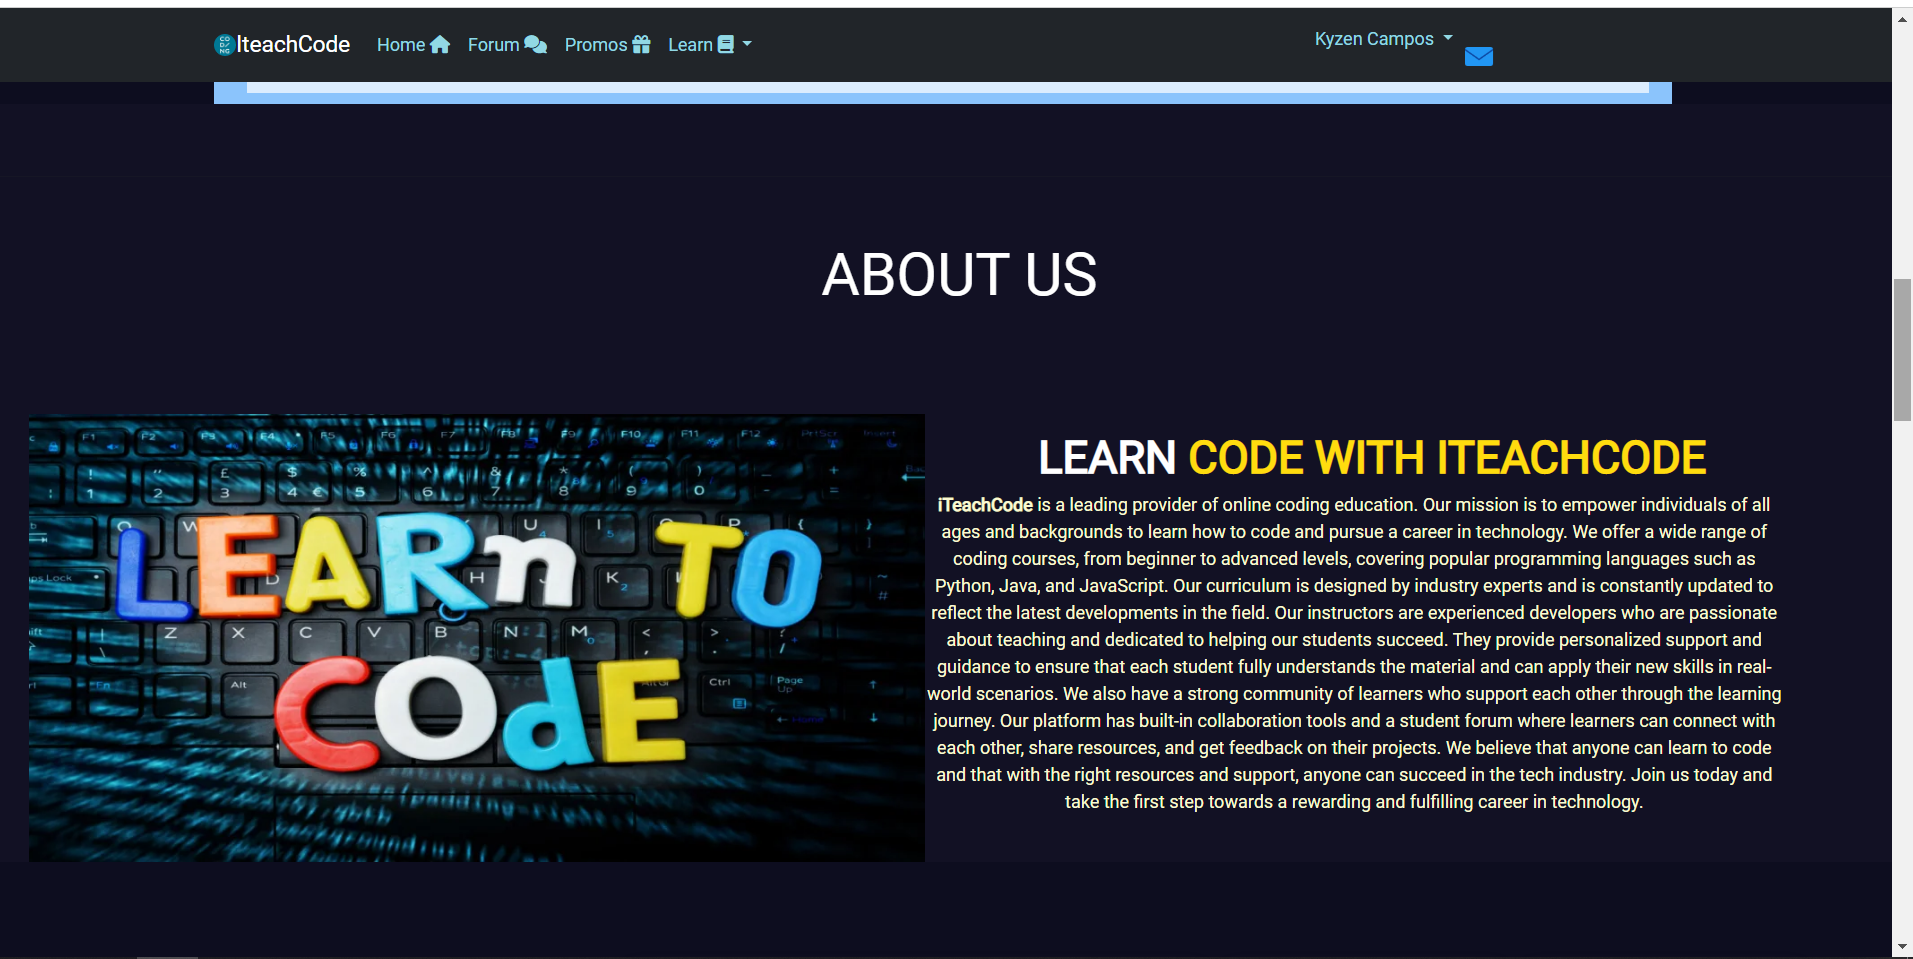 IteachCode Home Forum Promos Learn Kyzen Campos
ABOUT US
LEARN TO
CODE
LEARN CODE WITH ITEACHCODE
iTeachCode is a leading provider of online coding education. Our mission is to empower individuals of all
ages and backgrounds to learn how to code and pursue a career in technology. We offer a wide range of
coding courses, from beginner to advanced levels, covering popular programming languages such as
Python, Java, and JavaScript. Our curriculum is designed by industry experts and is constantly updated to
reflect the latest developments in the field. Our instructors are experienced developers who are passionate
about teaching and dedicated to helping our students succeed. They provide personalized support and
guidance to ensure that each student fully understands the material and can apply their new skills in real-
world scenarios. We also have a strong community of learners who support each other through the learning
journey. Our platform has built-in collaboration tools and a student forum where learners can connect with
each other, share resources, and get feedback on their projects. We believe that anyone can learn to code
and that with the right resources and support, anyone can succeed in the tech industry. Join us today and
take the first step towards a rewarding and fulfilling career in technology.